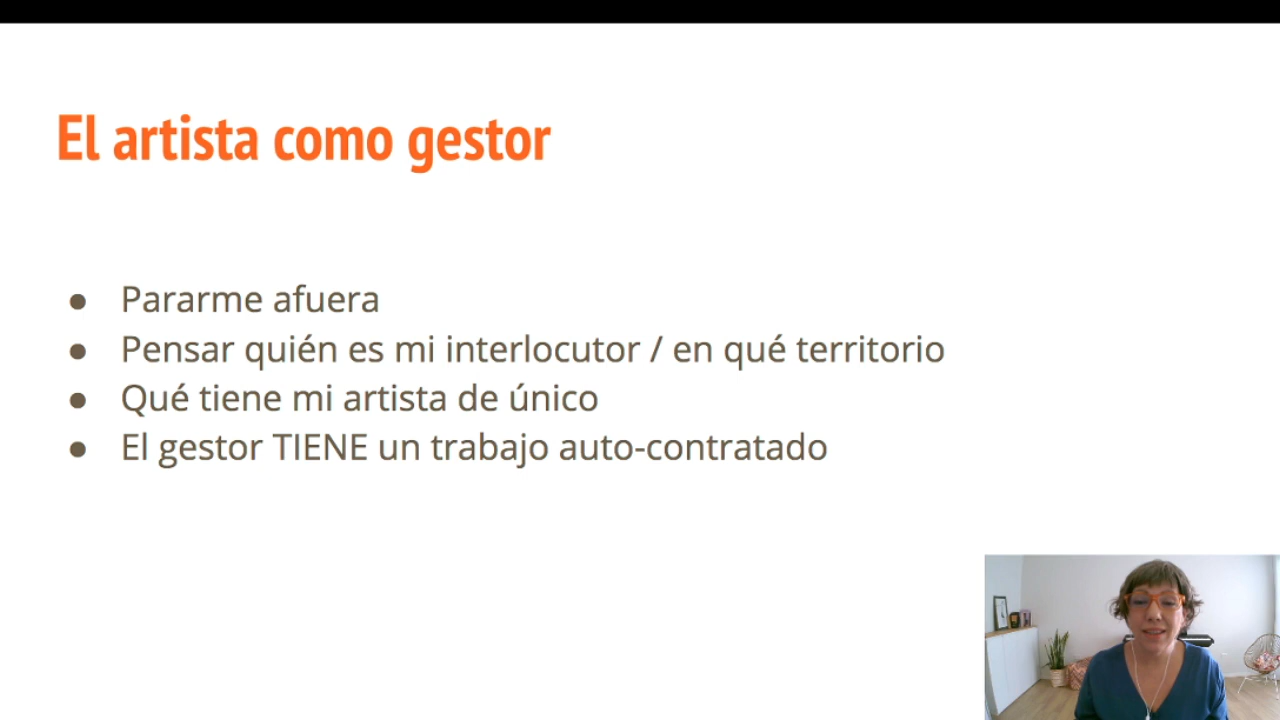 El artista como gestor
● Pararme afuera
● Pensar quién es mi interlocutor / en qué territorio
● Qué tiene mi artista de único
● El gestor TIENE un trabajo auto-contratado